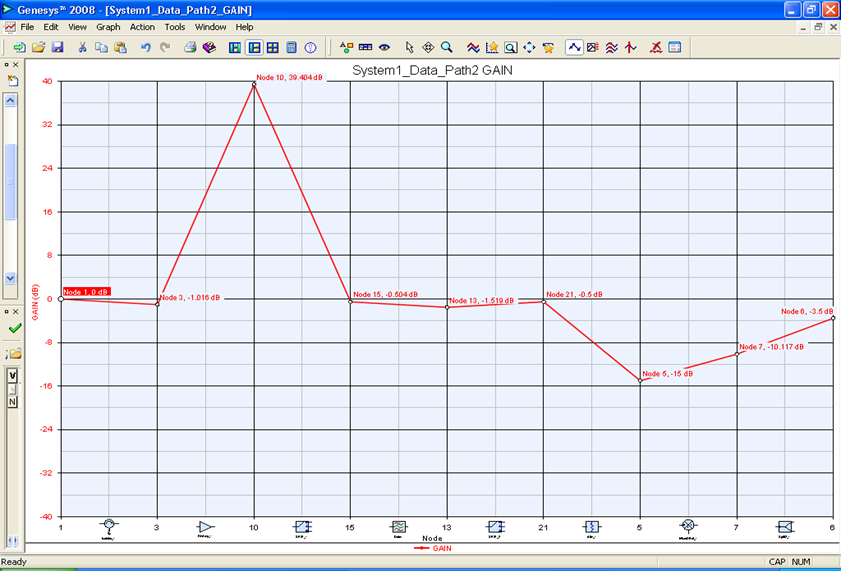 Genesys™ 2008 - [System1_Data_Path2_GAIN]
File Edit View Graph Action Tools Window Help
System1_Data_Path2 GAIN
Node 10, 39.404 dB
40
32
24
16
8
0
-8
-16
-24
-32
-40
GAIN (dB)
Node 1, 0 dB
Node 3, -1.016 dB
Node 15, -0.504 dB
Node 13, -1.519 dB
Node 21, -0.5 dB
Node 6, -3.5 dB
Node 7, -10.117 dB
Node 5, -15 dB
N
1 3 10 15 13 21 5 7 6
Node
GAIN
Ready CAP NUM